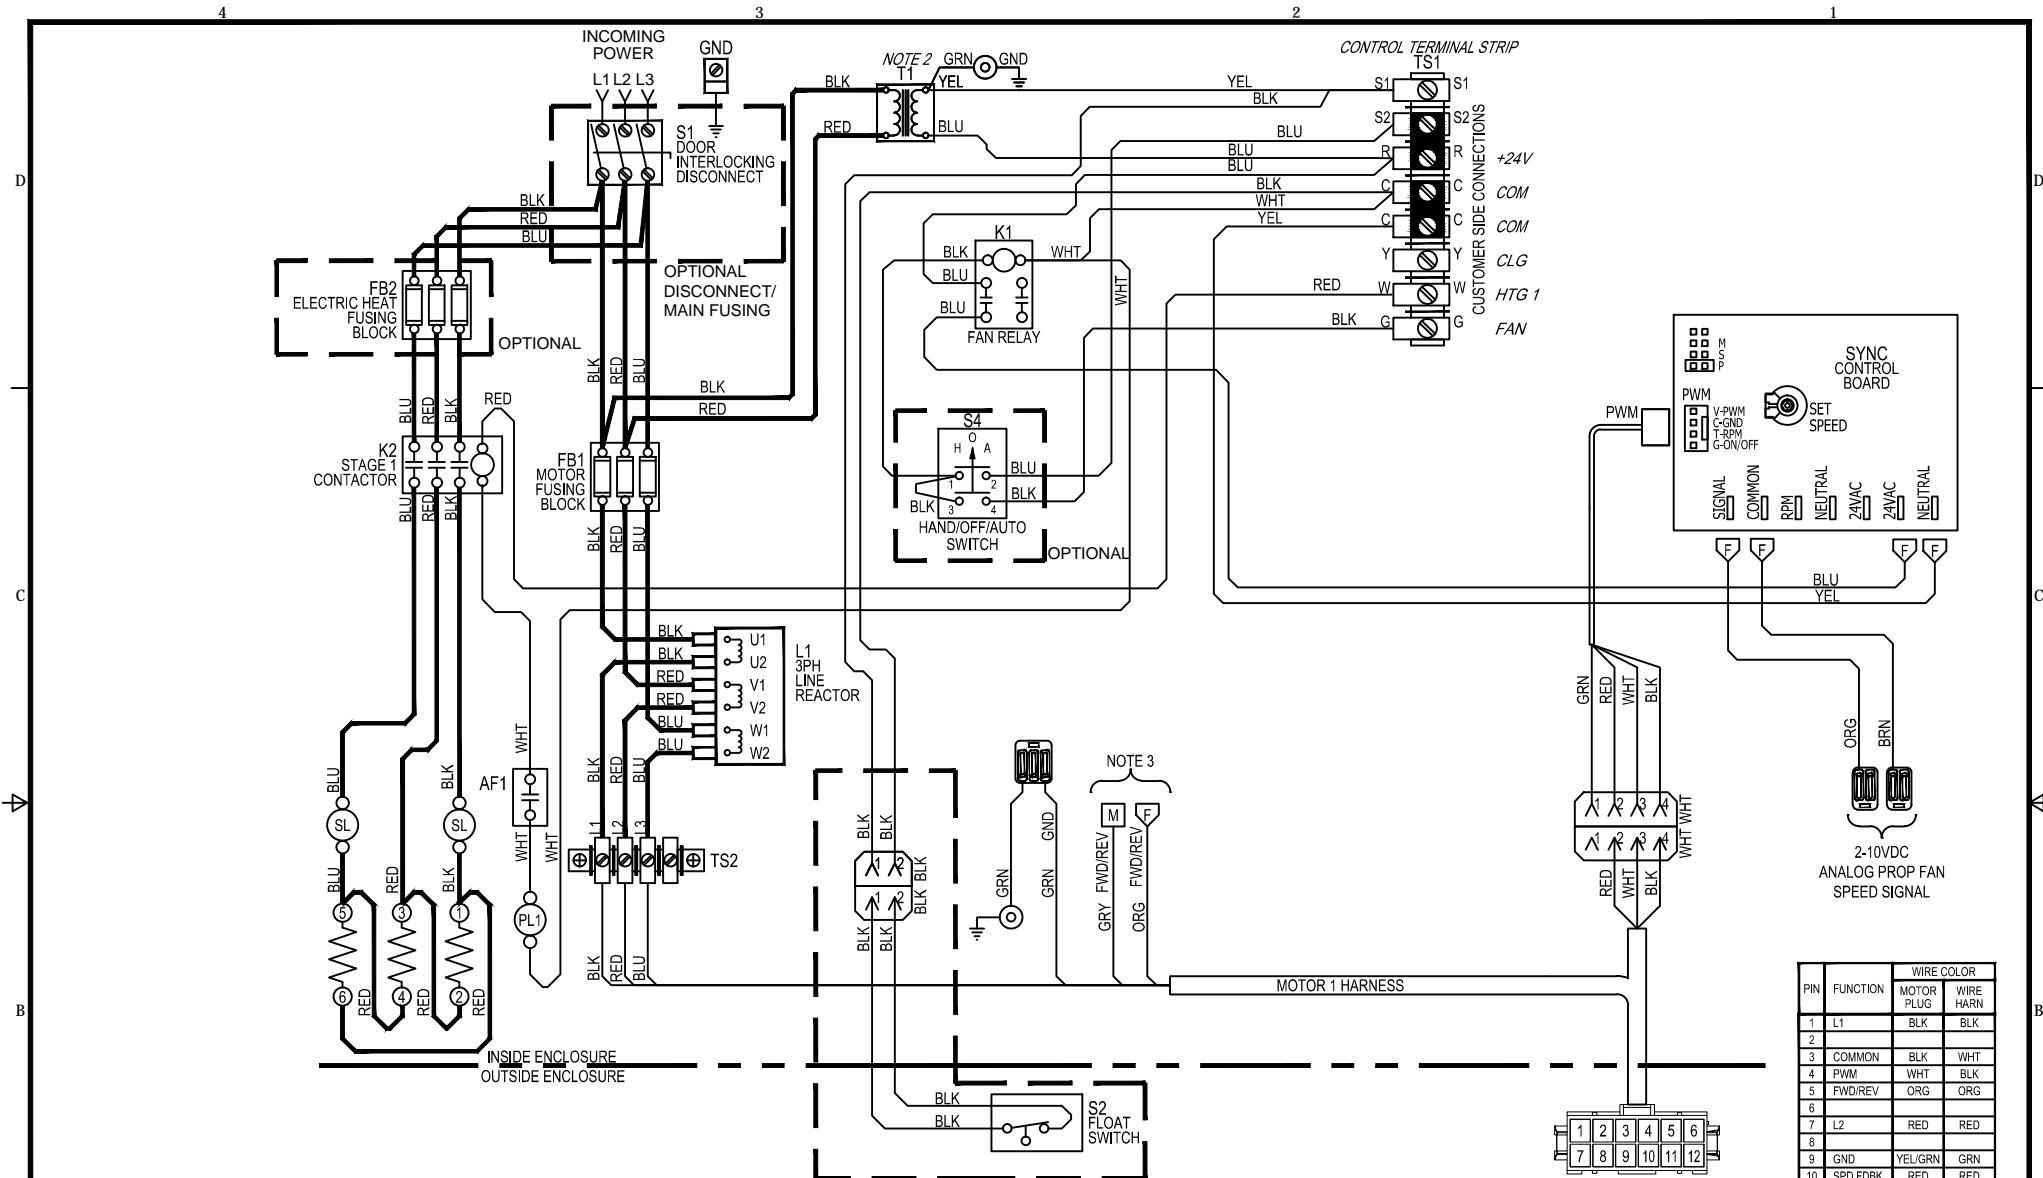 4 3 2 1
INCOMING
POWER
L1 L2 L3
GND
NOTE 2
T1
GRN
GND
BLK
YEL
RED
BLU
CONTROL TERMINAL STRIP
TS1
YEL
BLK
S1 S1
BLU
S2 S2
BLU
BLU
R R +24V
BLK
C C COM
WHT
YEL
C C COM
Y Y CLG
RED
W W HTG 1
BLK
G G FAN
CUSTOMER SIDE CONNECTIONS
D
D
S1
DOOR
INTERLOCKING
DISCONNECT
BLK
RED
BLU
OPTIONAL
DISCONNECT/
MAIN FUSING
FB2
ELECTRIC HEAT
FUSING
BLOCK
OPTIONAL
K1
BLK
WHT
BLU
BLU
WHT
FAN RELAY
BLK
RED
BLU
BLK
RED
BLU
RED
BLK
RED
K2
STAGE 1
CONTACTOR
BLU
RED
BLK
FB1
MOTOR
FUSING
BLOCK
BLK
RED
BLU
S4
O
H A
1
2
3
4
BLU
BLK
BLK
HAND/OFF/AUTO
SWITCH
OPTIONAL
M
S
P
SYNC
CONTROL
BOARD
PWM
PWM
V-PWM
C-GND
T-RPM
G-ON/OFF
SET
SPEED
SIGNAL
COMMON
RPM
NEUTRAL
24VAC
24VAC
NEUTRAL
F F F F
BLU
YEL
C
C
BLK
U1
BLK
U2
RED
V1
RED
V2
BLU
W1
BLU
W2
L1
3PH
LINE
REACTOR
GRN
RED
WHT
BLK
ORG
BRN
BLU
SL
BLU
RED
BLK
SL
BLK
WHT
AF1
WHT
WHT
PL1
BLK
RED
BLU
L1
L2
L3
TS2
BLK
BLK
1 2
BLK
1 2
BLK
BLK
BLK
GND
GRN
GRN
NOTE 3
M F
FWD/REV
FWD/REV
GRY
ORG
1 2 3 4
WHT
1 2 3 4
WHT
RED
WHT
BLK
2-10VDC
ANALOG PROP FAN
SPEED SIGNAL
5 3 1
6 4 2
RED
RED
RED
BLK
RED
BLU
MOTOR 1 HARNESS
B
B
INSIDE ENCLOSURE
OUTSIDE ENCLOSURE
BLK
BLK
S2
FLOAT
SWITCH
1 2 3 4 5 6
7 8 9 10 11 12
WIRE COLOR
PIN FUNCTION MOTOR PLUG WIRE HARN
1 L1 BLK BLK
2
3 COMMON BLK WHT
4 PWM WHT BLK
5 FWD/REV ORG ORG
6
7 L2 RED RED
8
9 GND YEL/GRN GRN
10 SPD FDBK RED RED